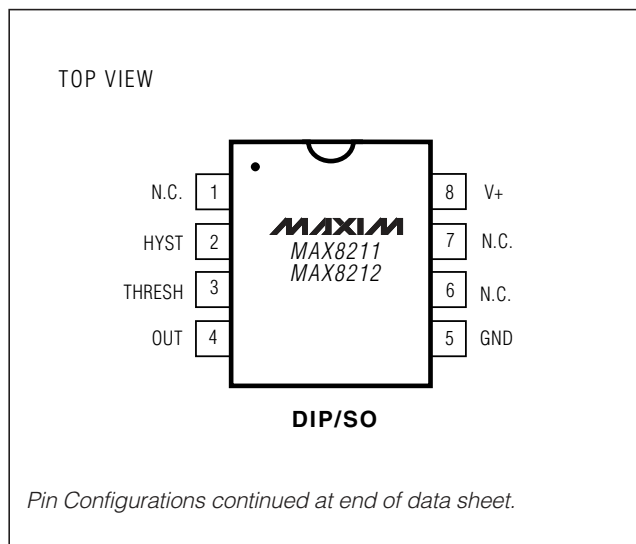 TOP VIEW
N.C. 1
HYST 2
THRESH 3
OUT 4
MAXIM
MAX8211
MAX8212
8 V+
7 N.C.
6 N.C.
5 GND
DIP/SO
Pin Configurations continued at end of data sheet.